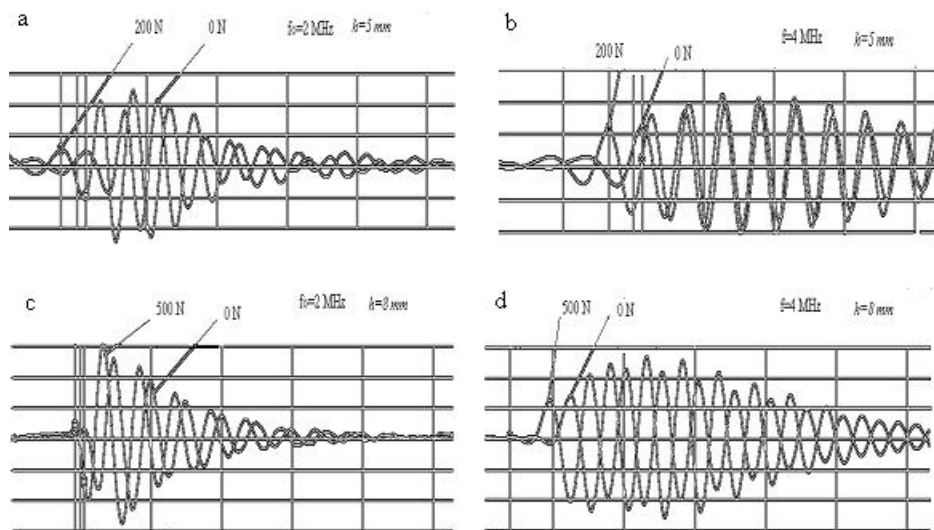 a
200 N 0 N f₀=2 MHz h=5 mm
b
200 N 0 N f=4 MHz h=5 mm
c
500 N 0 N f₀=2 MHz h=8 mm
d
500 N 0 N f=4 MHz h=8 mm